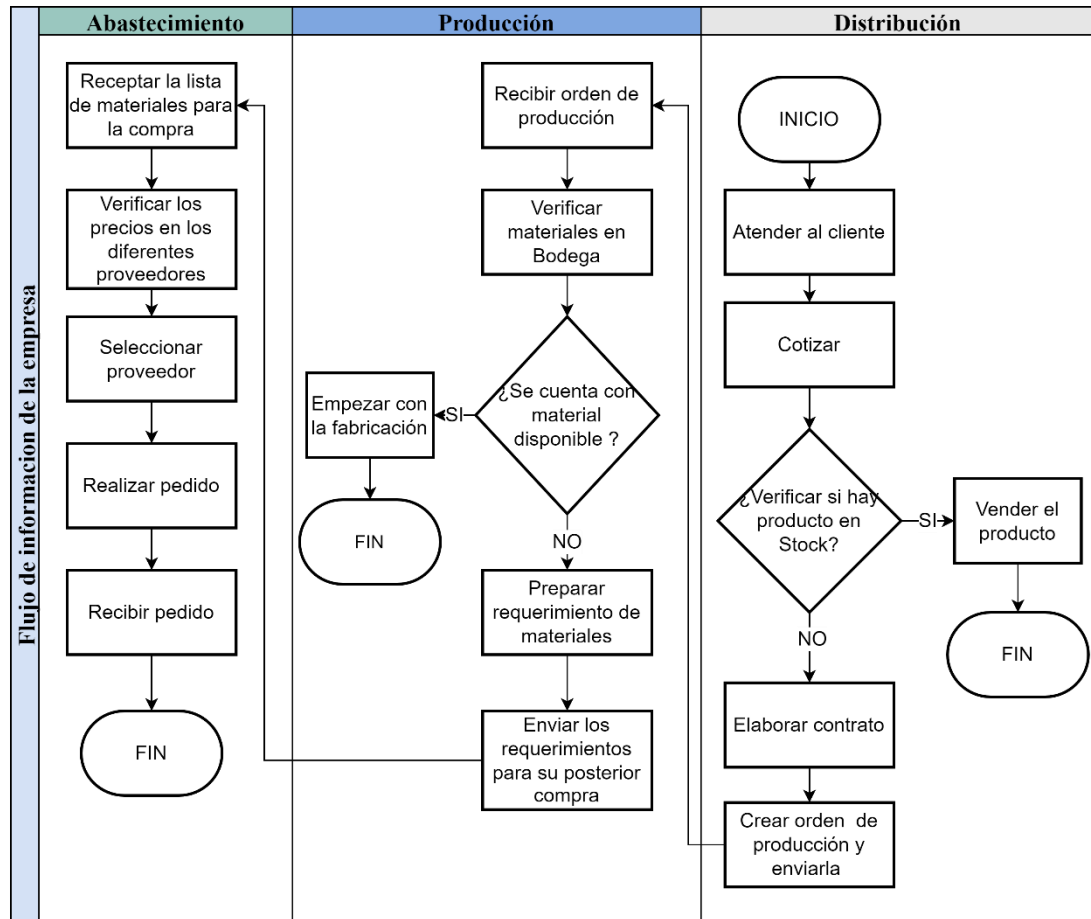 Flujo de informacion de la empresa
Abastecimiento
Receptar la lista
de materiales para
la compra
Verificar los
precios en los
diferentes
proveedores
Seleccionar
proveedor
Realizar pedido
Recibir pedido
FIN
Producción
Recibir orden de
producción
Verificar
materiales en
Bodega
¿Se cuenta con
material
disponible ?
SI
Empezar con
la fabricación
FIN
NO
Preparar
requerimiento de
materiales
Enviar los
requerimientos
para su posterior
compra
Distribución
INICIO
Atender al cliente
Cotizar
¿Verificar si hay
producto en
Stock?
SI
Vender el
producto
FIN
NO
Elaborar contrato
Crear orden de
producción y
enviarla